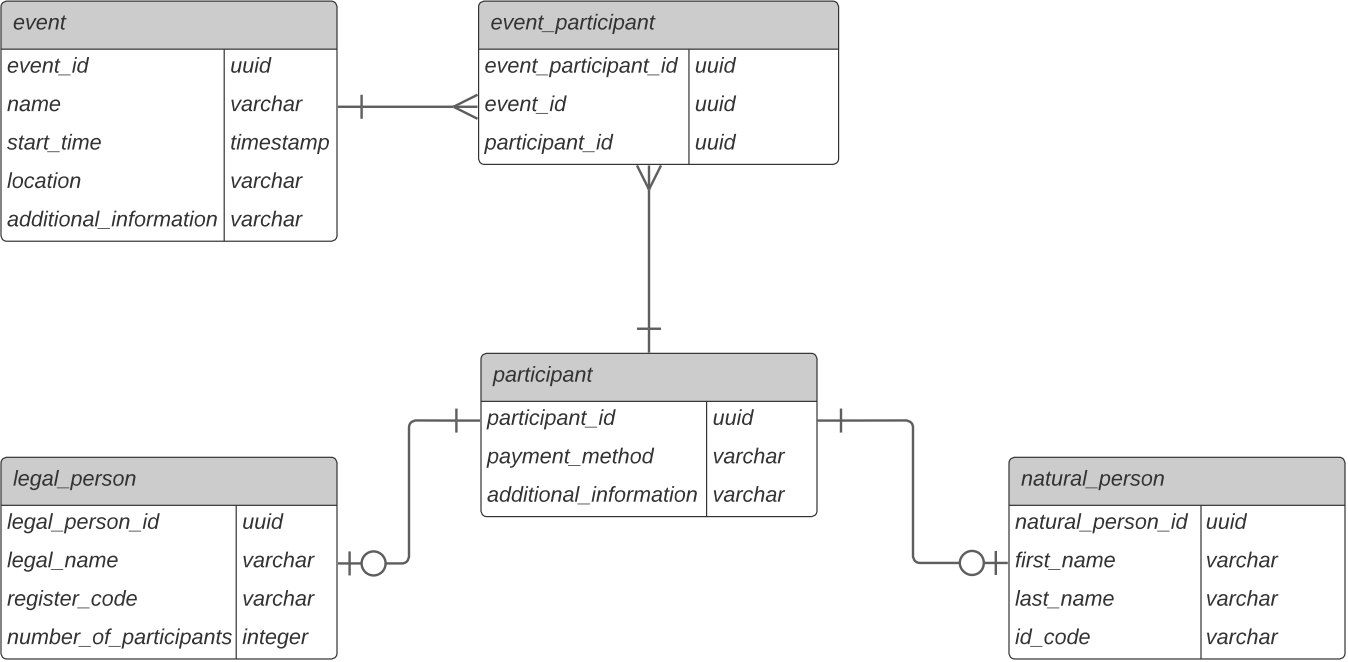 event
event_id uuid
name varchar
start_time timestamp
location varchar
additional_information varchar
event_participant
event_participant_id uuid
event_id uuid
participant_id uuid
participant
participant_id uuid
payment_method varchar
additional_information varchar
legal_person
legal_person_id uuid
legal_name varchar
register_code varchar
number_of_participants integer
natural_person
natural_person_id uuid
first_name varchar
last_name varchar
id_code varchar